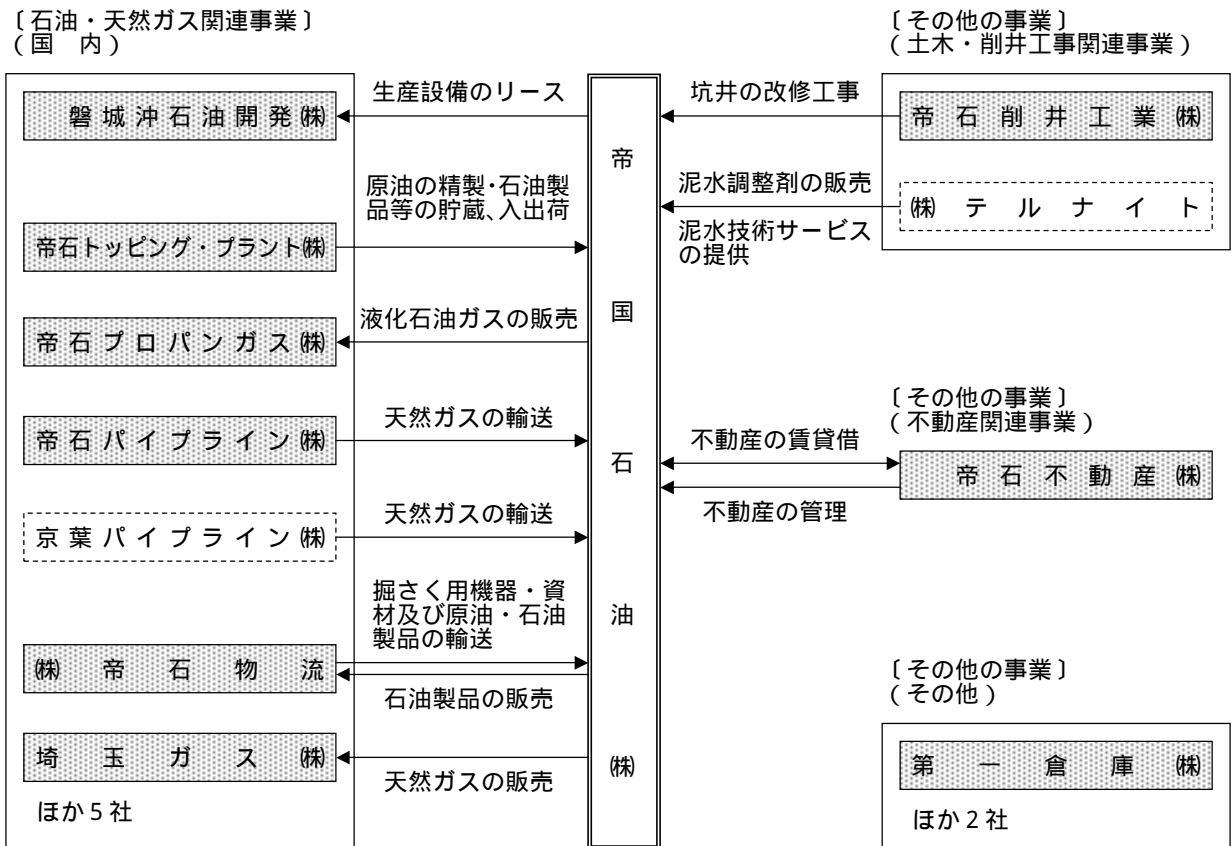 〔石油・天然ガス関連事業〕
(国 内)
磐城沖石油開発㈱
帝石トッピング・プラント㈱
帝石プロパンガス㈱
帝石パイプライン㈱
京葉パイプライン㈱
㈱帝石物流
埼玉ガス㈱
ほか5社
生産設備のリース
原油の精製・石油製
品等の貯蔵、入出荷
液化石油ガスの販売
天然ガスの輸送
天然ガスの輸送
掘さく用機器・資
材及び原油・石油
製品の輸送
石油製品の販売
天然ガスの販売
帝国石油㈱
坑井の改修工事
泥水調整剤の販売
泥水技術サービス
の提供
不動産の賃貸借
不動産の管理
〔その他の事業〕
(土木・削井工事関連事業)
帝石削井工業㈱
㈱テルナイト
〔その他の事業〕
(不動産関連事業)
帝石不動産㈱
〔その他の事業〕
(その他)
第一倉庫㈱
ほか2社